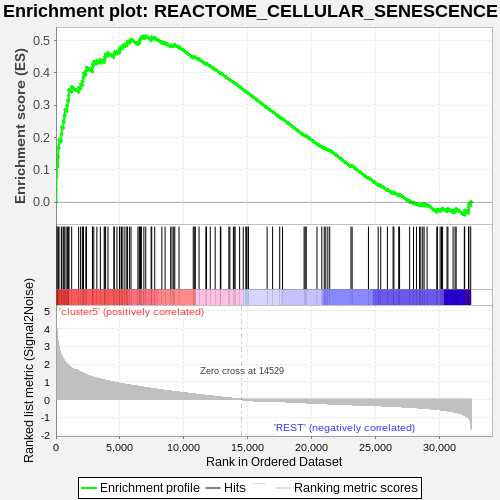 Enrichment plot: REACTOME_CELLULAR_SENESCENCE
Enrichment score (ES)
0.5
0.4
0.3
0.2
0.1
0.0
'cluster5' (positively correlated)
Ranked list metric (Signal2Noise)
5
4
3
2
1
0
-1
-2
Zero cross at 14529
'REST' (negatively correlated)
0 5,000 10,000 15,000 20,000 25,000 30,000
Rank in Ordered Dataset
Enrichment profile Hits Ranking metric scores